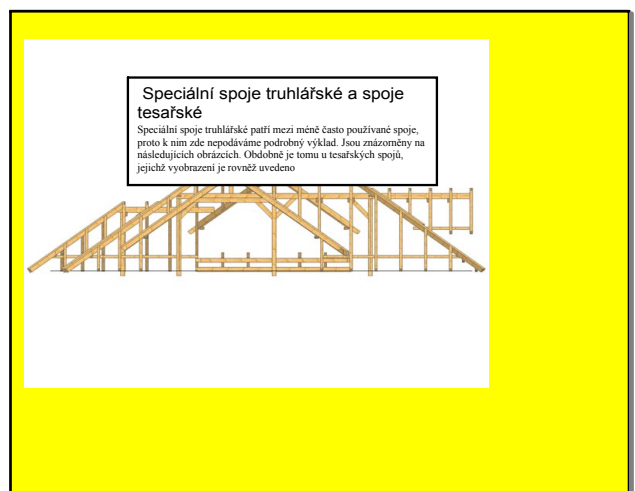 Speciální spoje truhlářské a spoje
tesařské
Speciální spoje truhlářské patří mezi méně často používané spoje,
proto k nim zde nepodáváme podrobný výklad. Jsou znázorněny na
následujících obrázcích. Obdobně je tomu u tesařských spojů,
jejichž vyobrazení je rovněž uvedeno